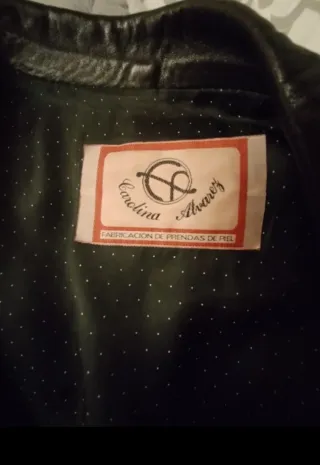 Carolina Alvarez
FABRICACION DE PRENDAS DE PIEL